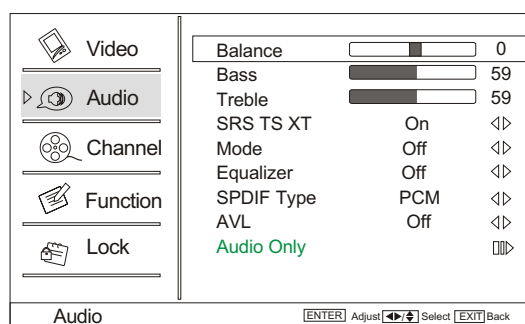 Video
Audio
Channel
Function
Lock
Balance 0
Bass 59
Treble 59
SRS TS XT On
Mode Off
Equalizer Off
SPDIF Type PCM
AVL Off
Audio Only
Audio
ENTER Adjust Select EXIT Back